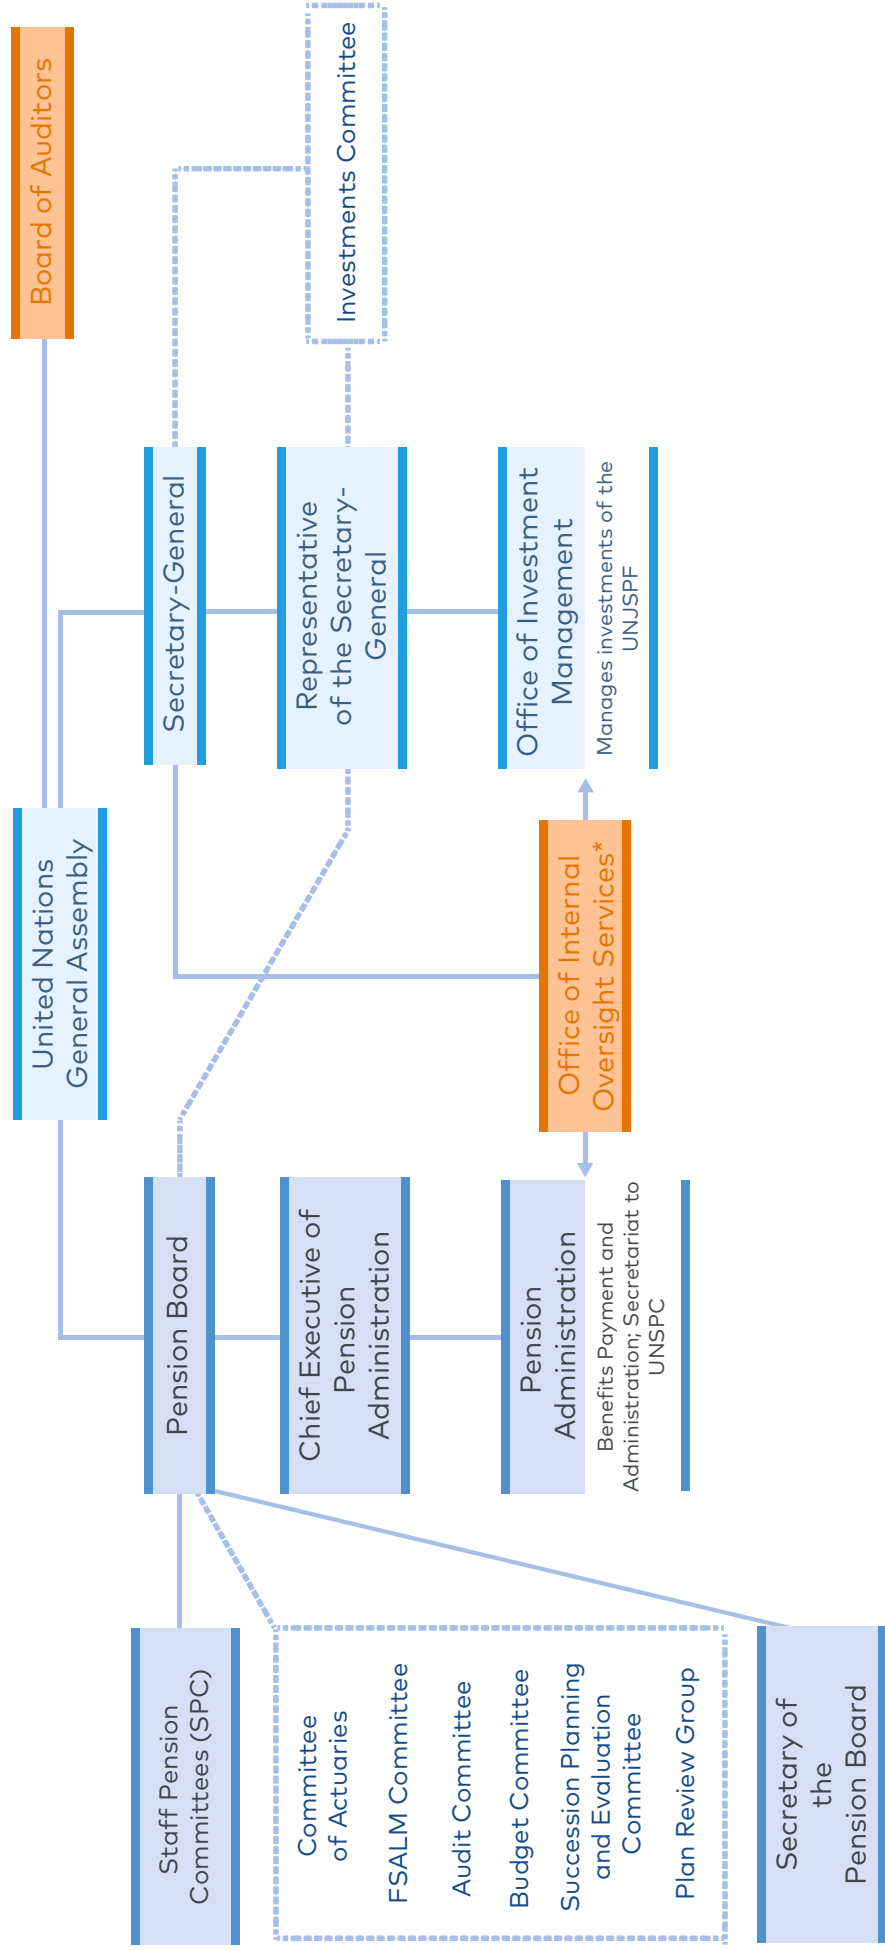 United Nations
General Assembly
Board of Auditors
Staff Pension
Committees (SPC)
Pension Board
Secretary-General
Committee
of Actuaries
FSALM Committee
Audit Committee
Budget Committee
Succession Planning
and Evaluation
Committee
Plan Review Group
Chief Executive of
Pension
Administration
Representative
of the Secretary-
General
Investments Committee
Pension
Administration
Benefits Payment and
Administration; Secretariat to
UNSPC
Office of Internal
Oversight Services*
Office of Investment
Management
Manages investments of the
UNJSPF
Secretary of
the
Pension Board